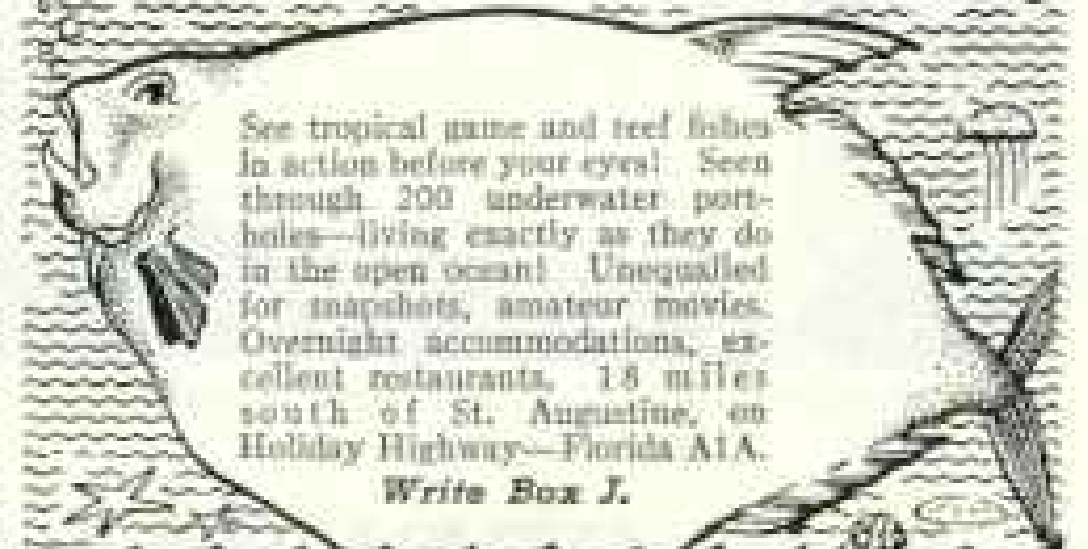 See tropical game and reef fishes
in action before your eyes! Seen
through 200 underwater port-
holes—living exactly as they do
in the open ocean! Unequalled
for snapshots, amateur movies.
Overnight accommodations, ex-
cellent restaurants. 18 miles
south of St. Augustine, on
Holiday Highway—Florida A1A.
Write Box J.